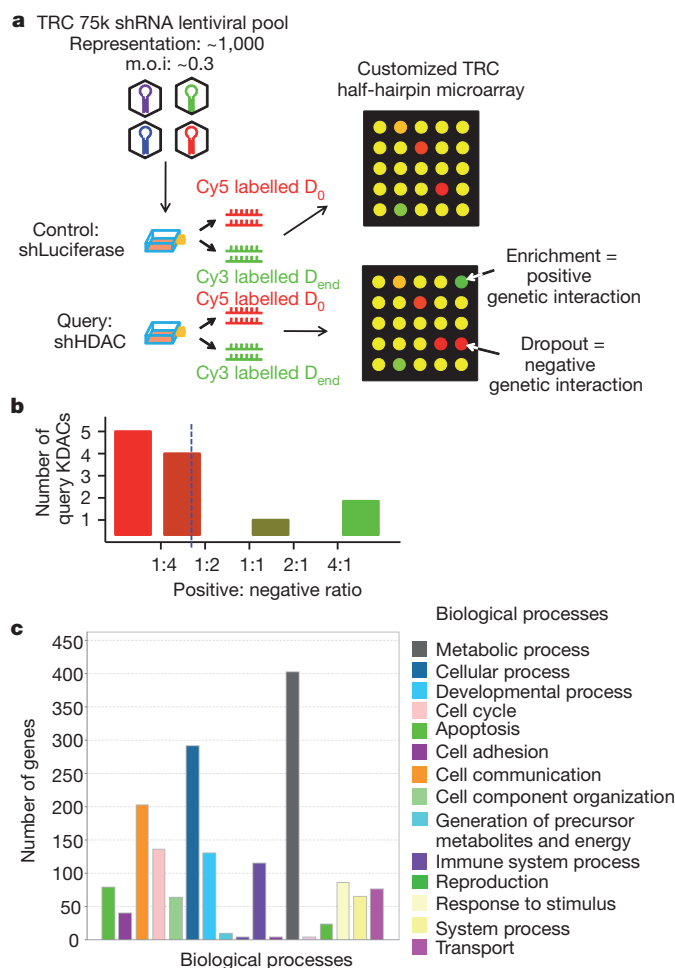 a
TRC 75k shRNA lentiviral pool
Representation: ~1,000
m.o.i: ~0.3
Customized TRC
half-hairpin microarray
Control:
shLuciferase
Cy5 labelled D0
Cy3 labelled Dend
Query:
shHDAC
Cy5 labelled D0
Cy3 labelled Dend
Enrichment =
positive
genetic interaction
Dropout =
negative
genetic interaction
b
Number of
query KDACs
5
4
3
2
1
1:4
1:2
1:1
2:1
4:1
Positive: negative ratio
c
Number of genes
450
400
350
300
250
200
150
100
50
0
Biological processes
Biological processes
Metabolic process
Cellular process
Developmental process
Cell cycle
Apoptosis
Cell adhesion
Cell communication
Cell component organization
Generation of precursor
metabolites and energy
Immune system process
Reproduction
Response to stimulus
System process
Transport